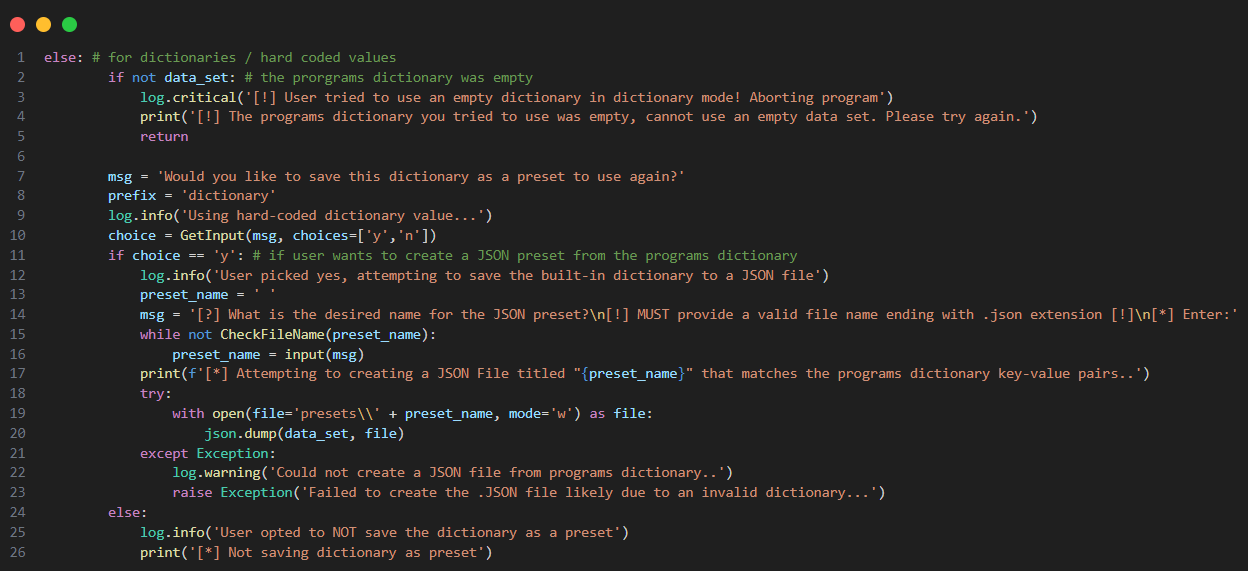 1 else: # for dictionaries / hard coded values
2         if not data_set: # the prorgrams dictionary was empty
3             log.critical('[!] User tried to use an empty dictionary in dictionary mode! Aborting program')
4             print('[!] The programs dictionary you tried to use was empty, cannot use an empty data set. Please try again.')
5             return
6
7         msg = 'Would you like to save this dictionary as a preset to use again?'
8         prefix = 'dictionary'
9         log.info('Using hard-coded dictionary value...')
10         choice = GetInput(msg, choices=['y','n'])
11         if choice == 'y': # if user wants to create a JSON preset from the programs dictionary
12             log.info('User picked yes, attempting to save the built-in dictionary to a JSON file')
13             preset_name = ' '
14             msg = '[?] What is the desired name for the JSON preset?\n[!] MUST provide a valid file name ending with .json extension [!]\n[*] Enter:'
15             while not CheckFileName(preset_name):
16                 preset_name = input(msg)
17             print(f'[*] Attempting to creating a JSON File titled "{preset_name}" that matches the programs dictionary key-value pairs..')
18             try:
19                 with open(file='presets\\' + preset_name, mode='w') as file:
20                     json.dump(data_set, file)
21             except Exception:
22                 log.warning('Could not create a JSON file from programs dictionary..')
23                 raise Exception('Failed to create the .JSON file likely due to an invalid dictionary...')
24         else:
25             log.info('User opted to NOT save the dictionary as a preset')
26             print('[*] Not saving dictionary as preset')